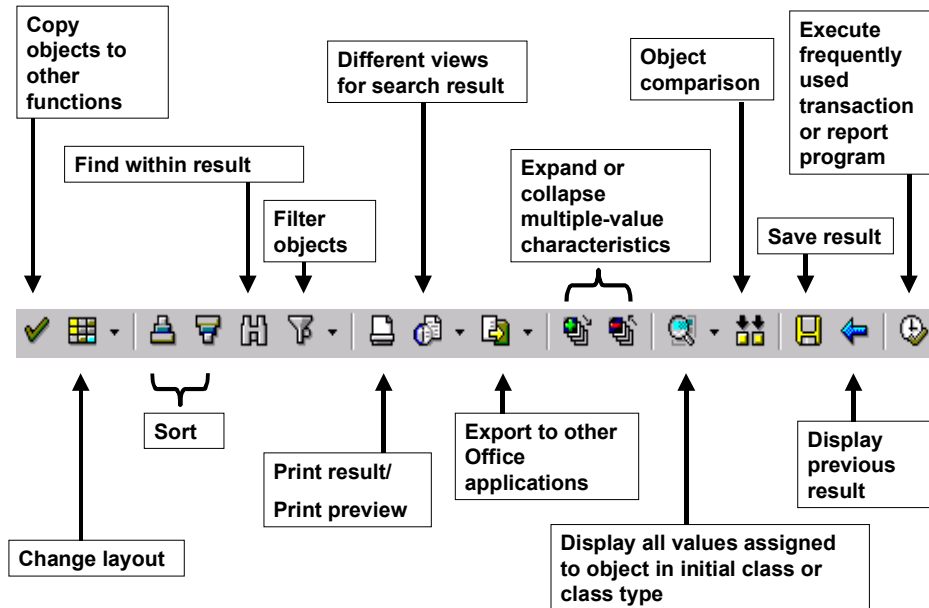 Copy
objects to
other
functions
Different views
for search result
Object
comparison
Execute
frequently
used
transaction
or report
program
Find within result
Filter
objects
Expand or
collapse
multiple-value
characteristics
Save result
Sort
Print result/
Print preview
Export to other
Office
applications
Display
previous
result
Change layout
Display all values assigned
to object in initial class or
class type